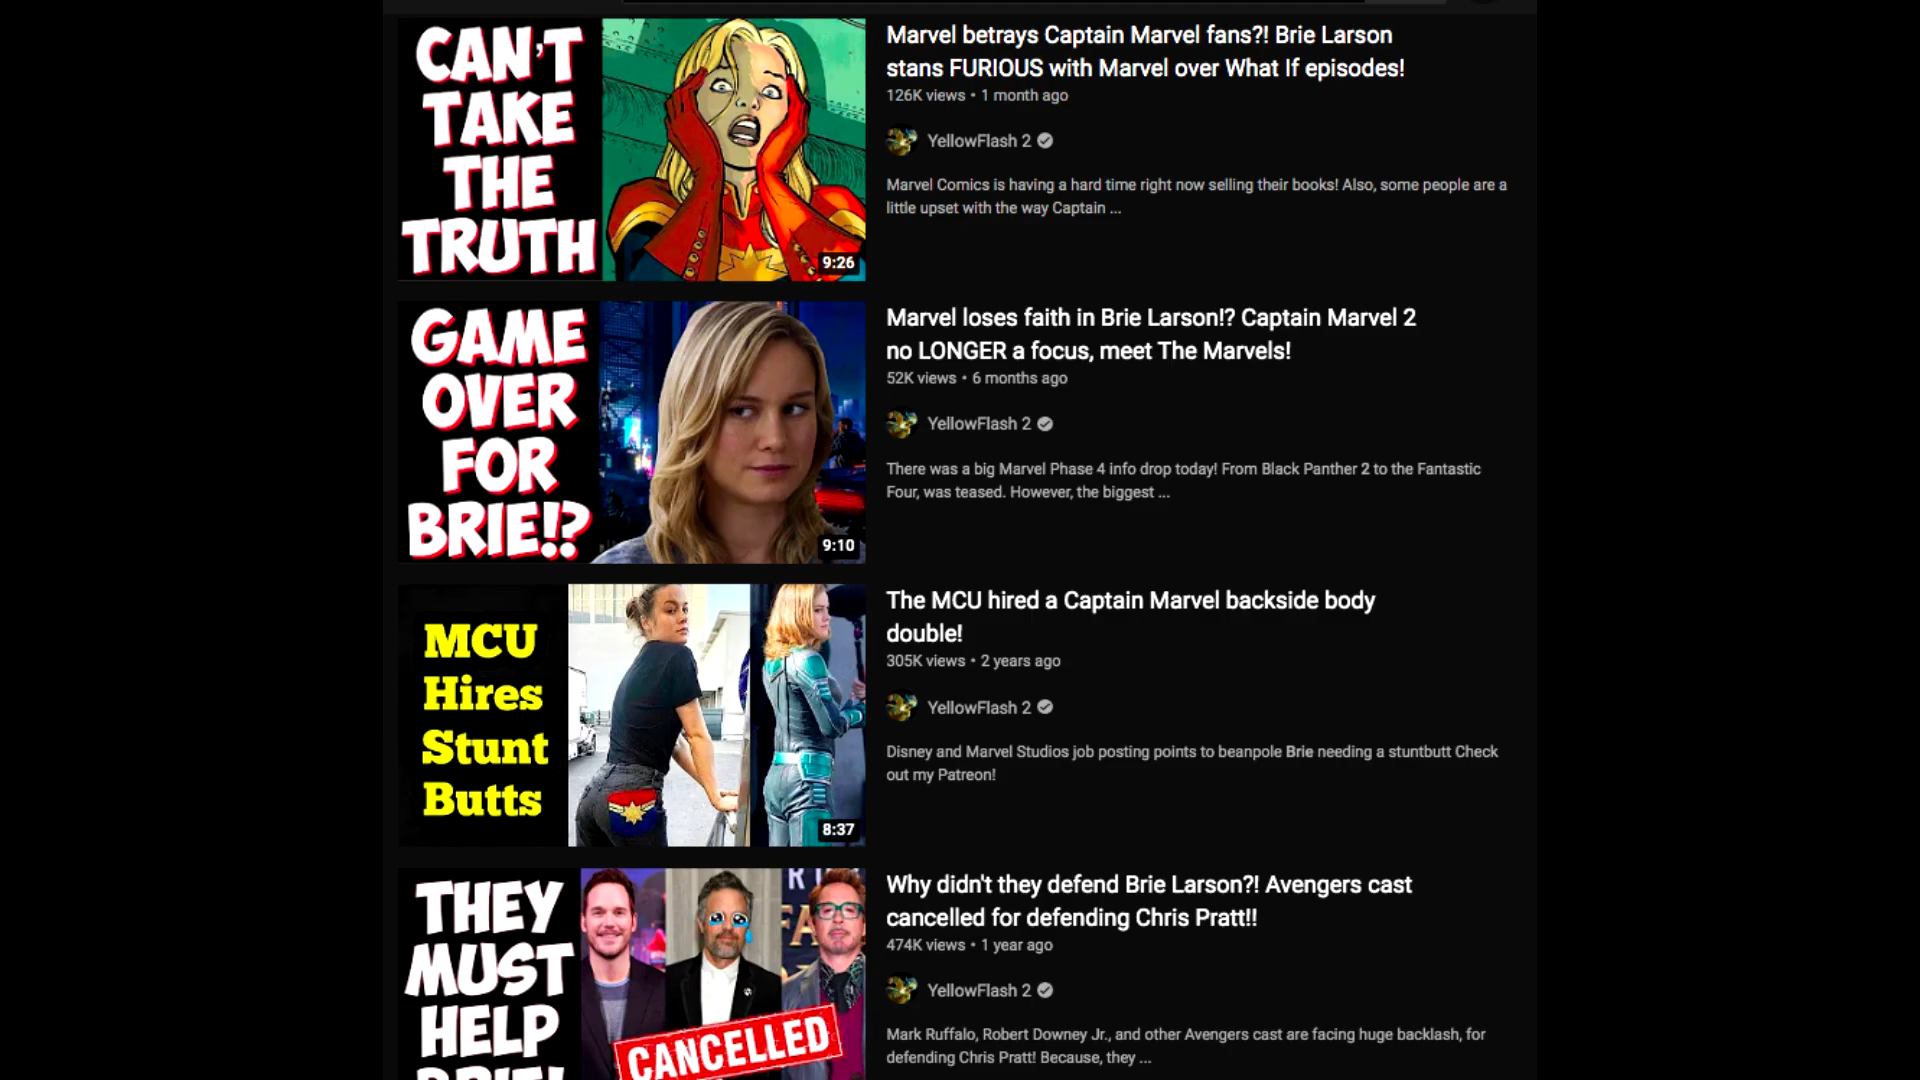 CAN'T
TAKE
THE
TRUTH
9:26
Marvel betrays Captain Marvel fans?! Brie Larson
stans FURIOUS with Marvel over What If episodes!
126K views • 1 month ago
YellowFlash 2
Marvel Comics is having a hard time right now selling their books! Also, some people are a
little upset with the way Captain ...
GAME
OVER
FOR
BRIE!?
9:10
Marvel loses faith in Brie Larson!? Captain Marvel 2
no LONGER a focus, meet The Marvels!
52K views • 6 months ago
YellowFlash 2
There was a big Marvel Phase 4 info drop today! From Black Panther 2 to the Fantastic
Four, was teased. However, the biggest ...
MCU
Hires
Stunt
Butts
8:37
The MCU hired a Captain Marvel backside body
double!
305K views • 2 years ago
YellowFlash 2
Disney and Marvel Studios job posting points to beanpole Brie needing a stuntbutt Check
out my Patreon!
THEY
MUST
HELP
BRIE!
CANCELLED
Why didn't they defend Brie Larson?! Avengers cast
cancelled for defending Chris Pratt!!
474K views • 1 year ago
YellowFlash 2
Mark Ruffalo, Robert Downey Jr., and other Avengers cast are facing huge backlash, for
defending Chris Pratt! Because, they ...